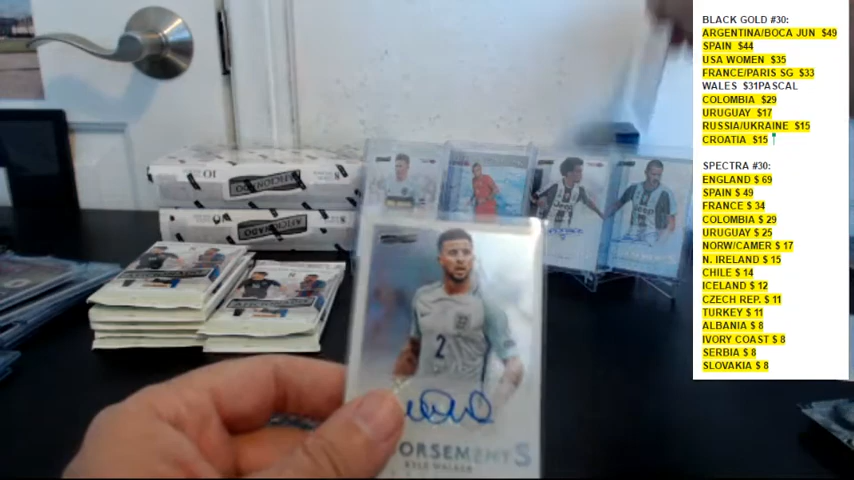 BLACK GOLD #30:
ARGENTINA/BOCA JUN $49
SPAIN $44
USA WOMEN $35
FRANCE/PARIS SG $33
WALES $31PASCAL
COLOMBIA $29
URUGUAY $17
RUSSIA/UKRAINE $15
CROATIA $15
SPECTRA #30:
ENGLAND $ 69
SPAIN $ 49
FRANCE $ 34
COLOMBIA $ 29
URUGUAY $ 25
NORW/CAMER $ 17
N. IRELAND $ 15
CHILE $ 14
ICELAND $ 12
CZECH REP. $ 11
TURKEY $ 11
ALBANIA $ 8
IVORY COAST $ 8
SERBIA $ 8
SLOVAKIA $ 8
AFICIONADO
AFICIONADO
2
ORSEMENTS
KYLE WALKER